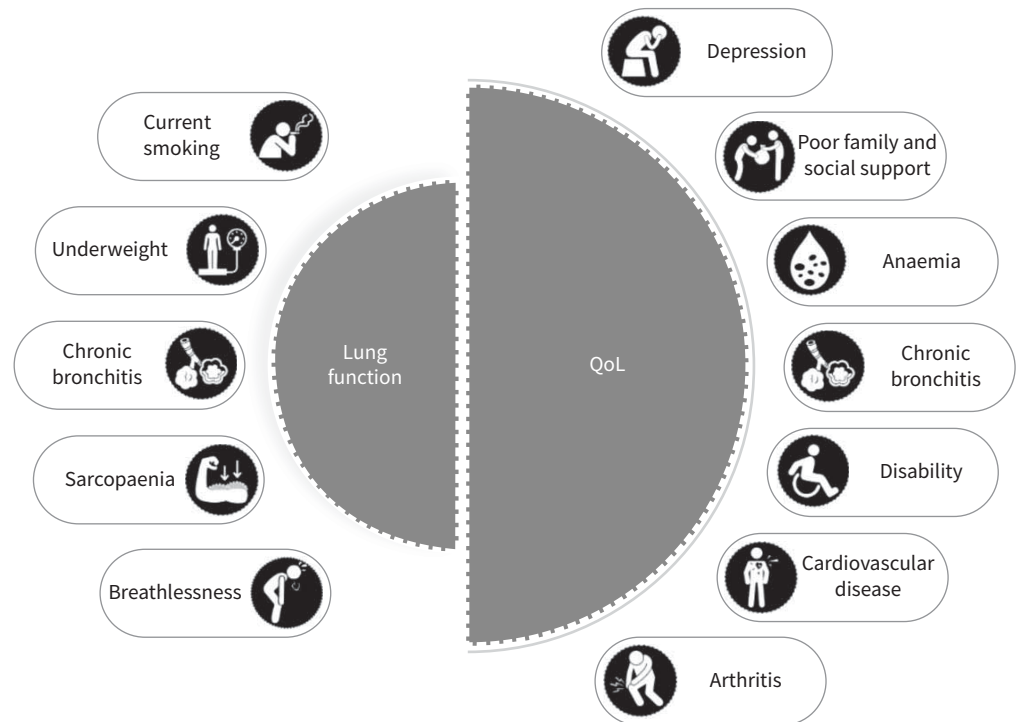 Current
smoking
Underweight
Chronic
bronchitis
Sarcopaenia
Breathlessness
Lung
function
QoL
Depression
Poor family and
social support
Anaemia
Chronic
bronchitis
Disability
Cardiovascular
disease
Arthritis